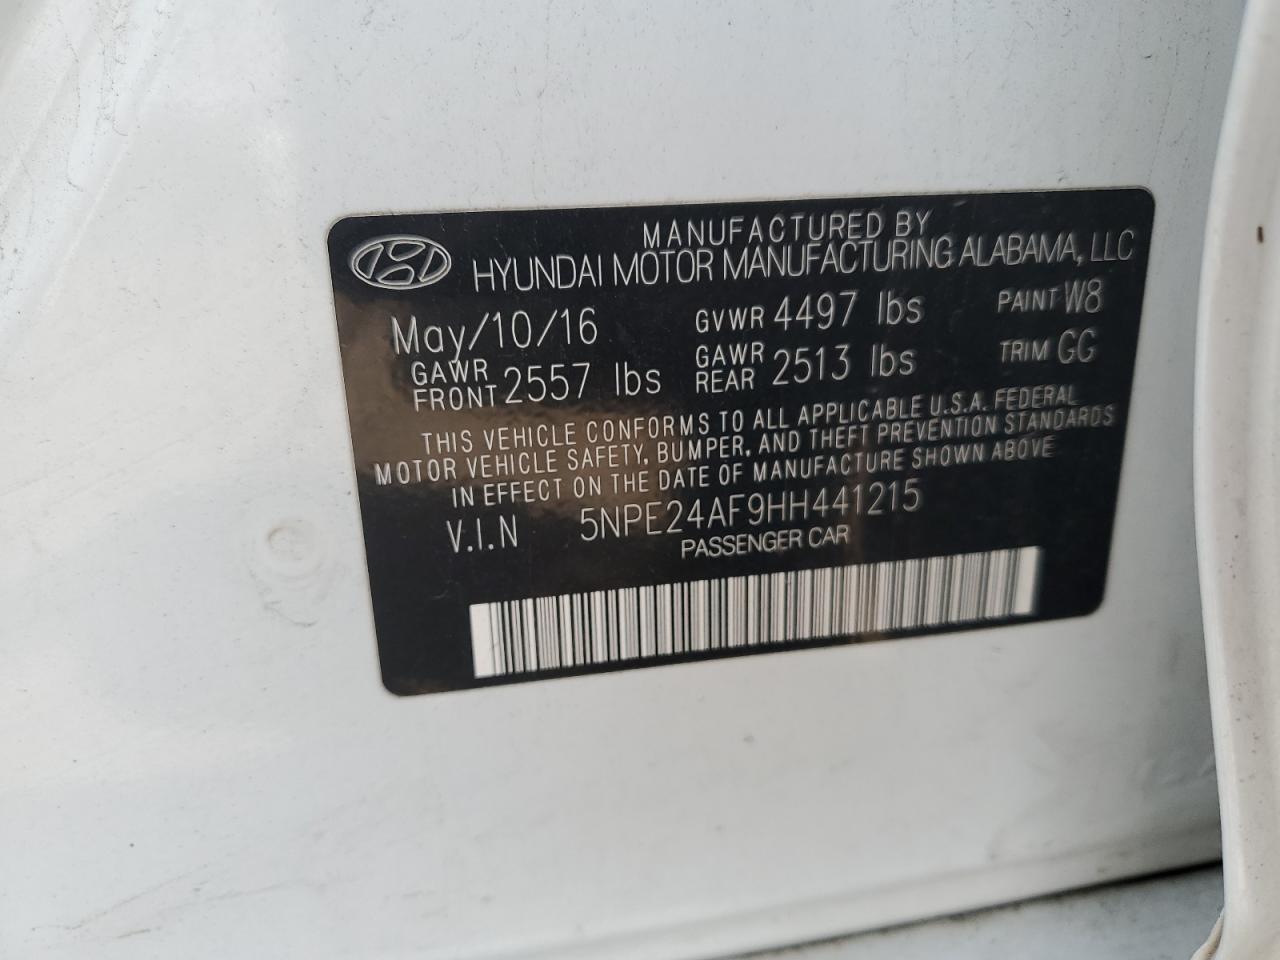 MANUFACTURED BY
HYUNDAI MOTOR MANUFACTURING ALABAMA, LLC
May/10/16 GVWR 4497 lbs PAINT W8
GAWR FRONT 2557 lbs GAWR REAR 2513 lbs TRIM GG
THIS VEHICLE CONFORMS TO ALL APPLICABLE U.S.A. FEDERAL
MOTOR VEHICLE SAFETY, BUMPER, AND THEFT PREVENTION STANDARDS
IN EFFECT ON THE DATE OF MANUFACTURE SHOWN ABOVE
V.I.N 5NPE24AF9HH441215
PASSENGER CAR